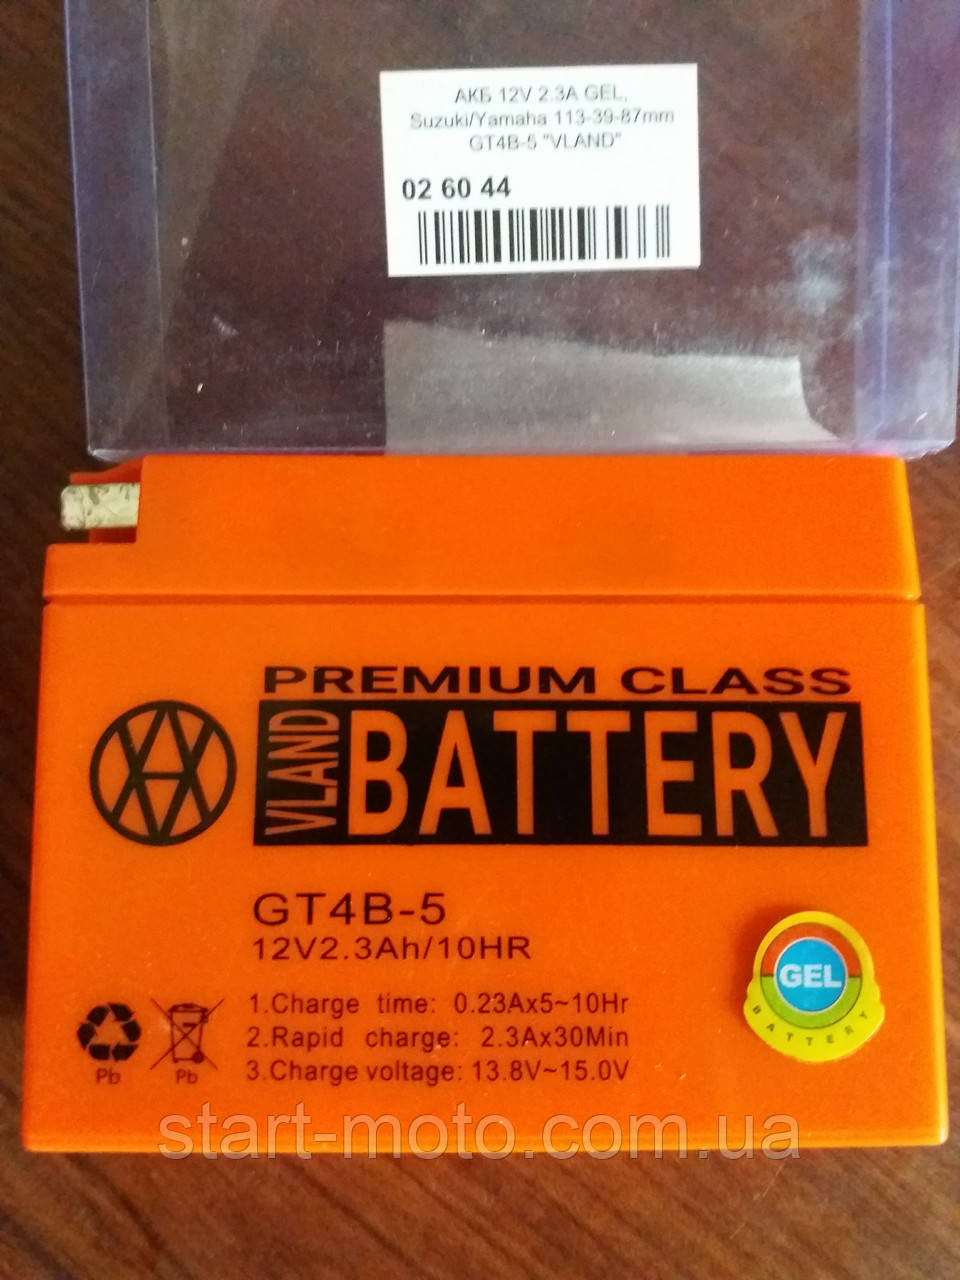 АКБ 12V 2.3A GEL,
Suzuki/Yamaha 113-39-87mm
GT4B-5 "VLAND"
02 60 44
PREMIUM CLASS
VLAND
BATTERY
GT4B-5
12V2.3Ah/10HR
1.Charge time: 0.23Ax5~10Hr
2.Rapid charge: 2.3Ax30Min
3.Charge voltage: 13.8V~15.0V
Pb
Pb
GEL
BATTERY
start-moto.com.ua